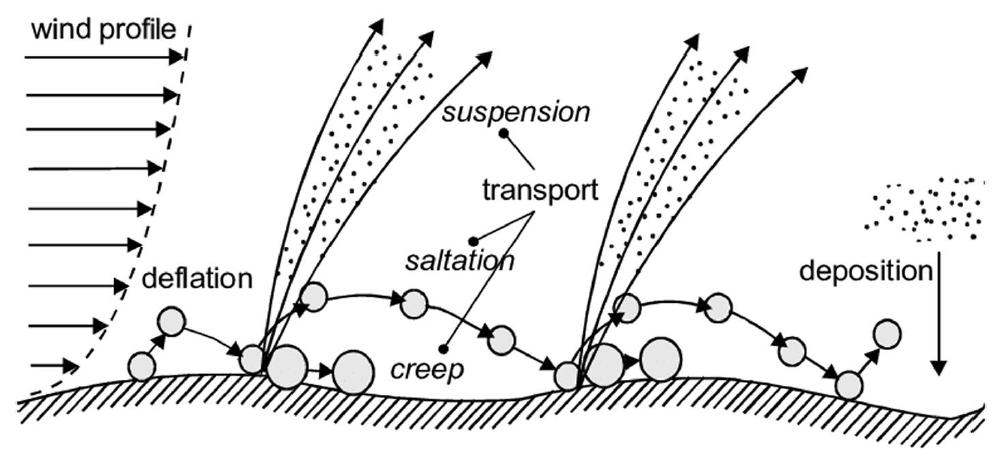 wind profile
suspension
transport
saltation
deflation
deposition
creep